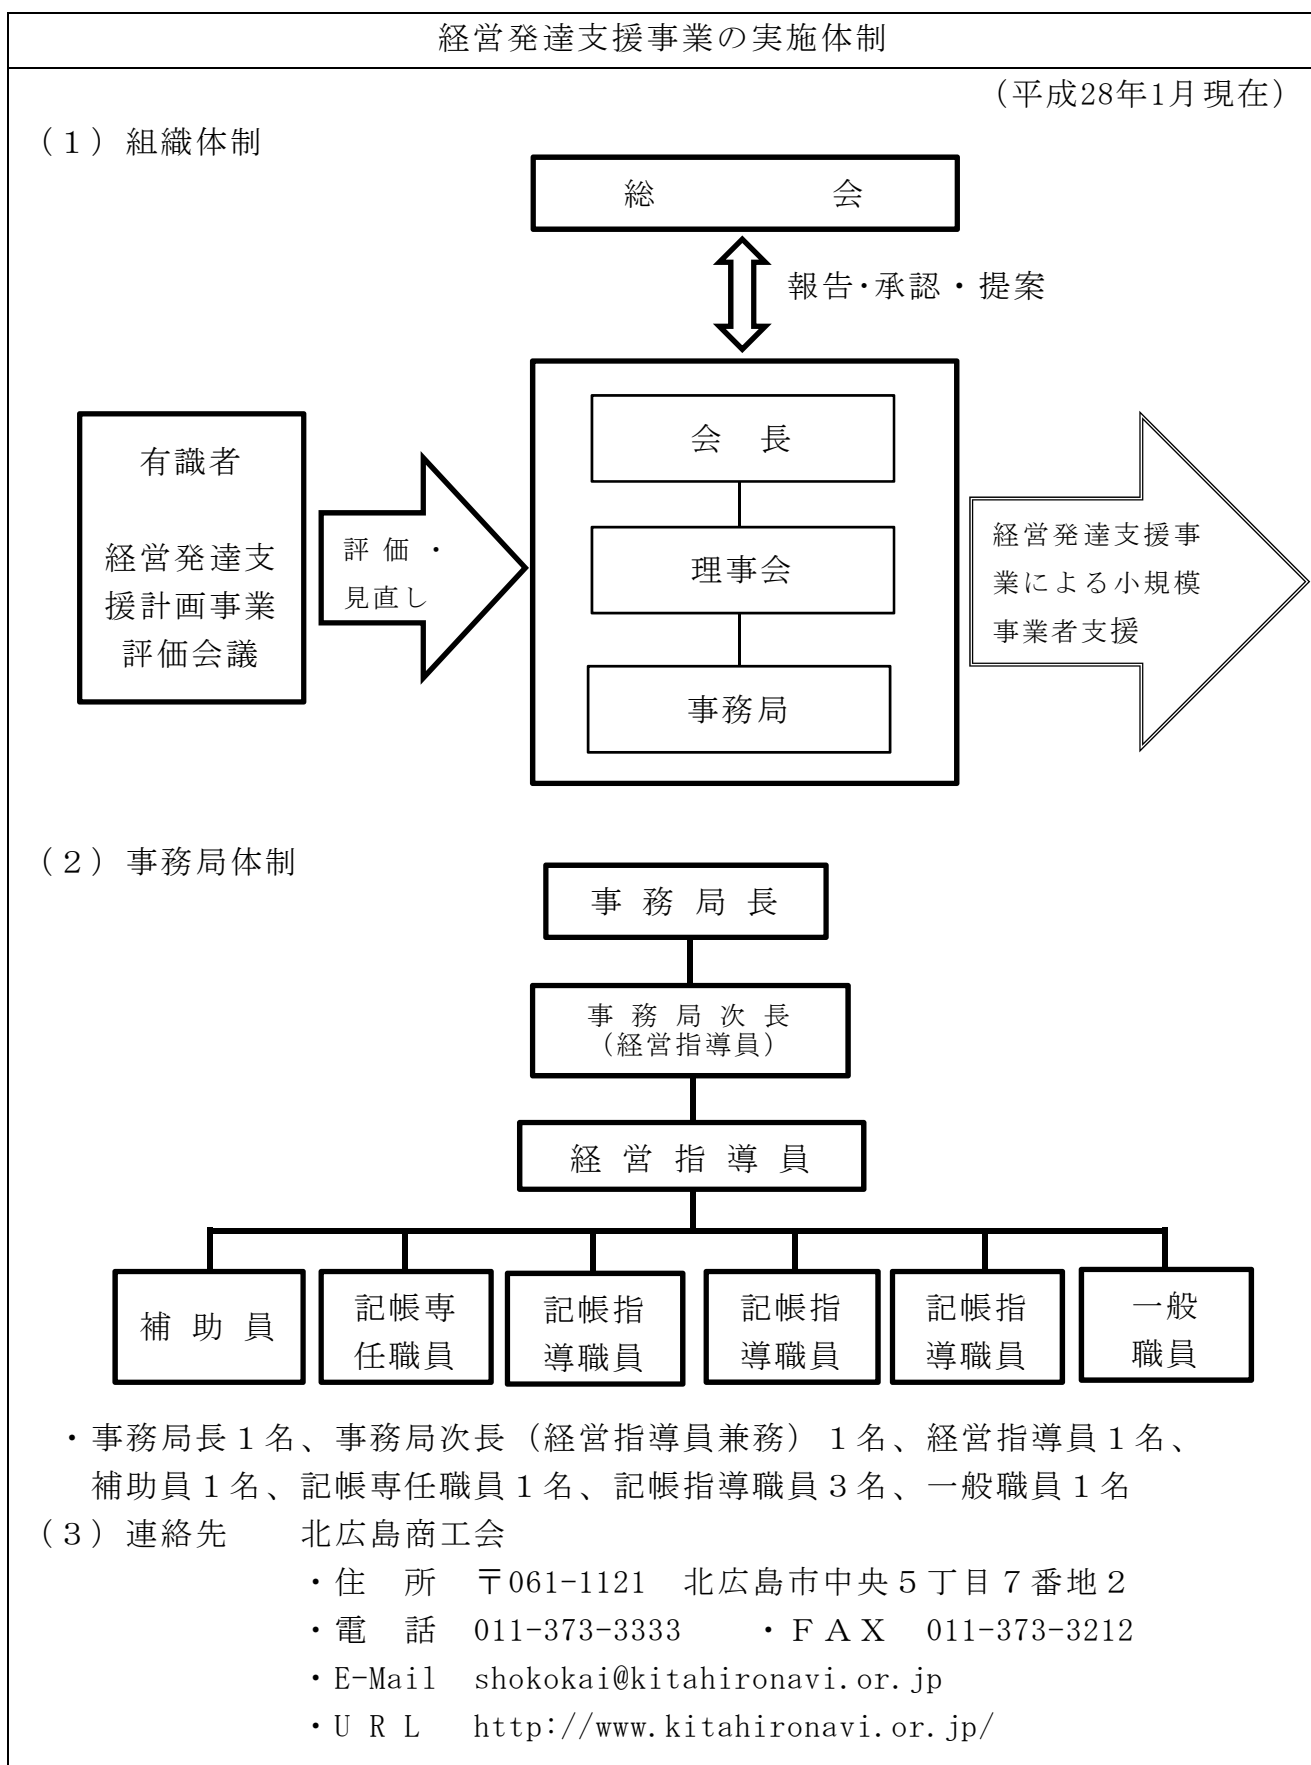 経営発達支援事業の実施体制
（平成28年1月現在）
（１）組織体制
総　会
報告・承認・提案
有識者
経営発達支
援計画事業
評価会議
評価・
見直し
会長
理事会
事務局
経営発達支援事
業による小規模
事業者支援
（２）事務局体制
事務局長
事務局次長
（経営指導員）
経営指導員
補助員
記帳専
任職員
記帳指
導職員
記帳指
導職員
記帳指
導職員
一般
職員
・事務局長１名、事務局次長（経営指導員兼務）１名、経営指導員１名、
補助員１名、記帳専任職員１名、記帳指導職員３名、一般職員１名
（３）連絡先　　北広島商工会
・住　所　〒061-1121　北広島市中央５丁目７番地２
・電　話　011-373-3333　　・ＦＡＸ　011-373-3212
・E-Mail　shokokai@kitahironavi.or.jp
・U R L　http://www.kitahironavi.or.jp/